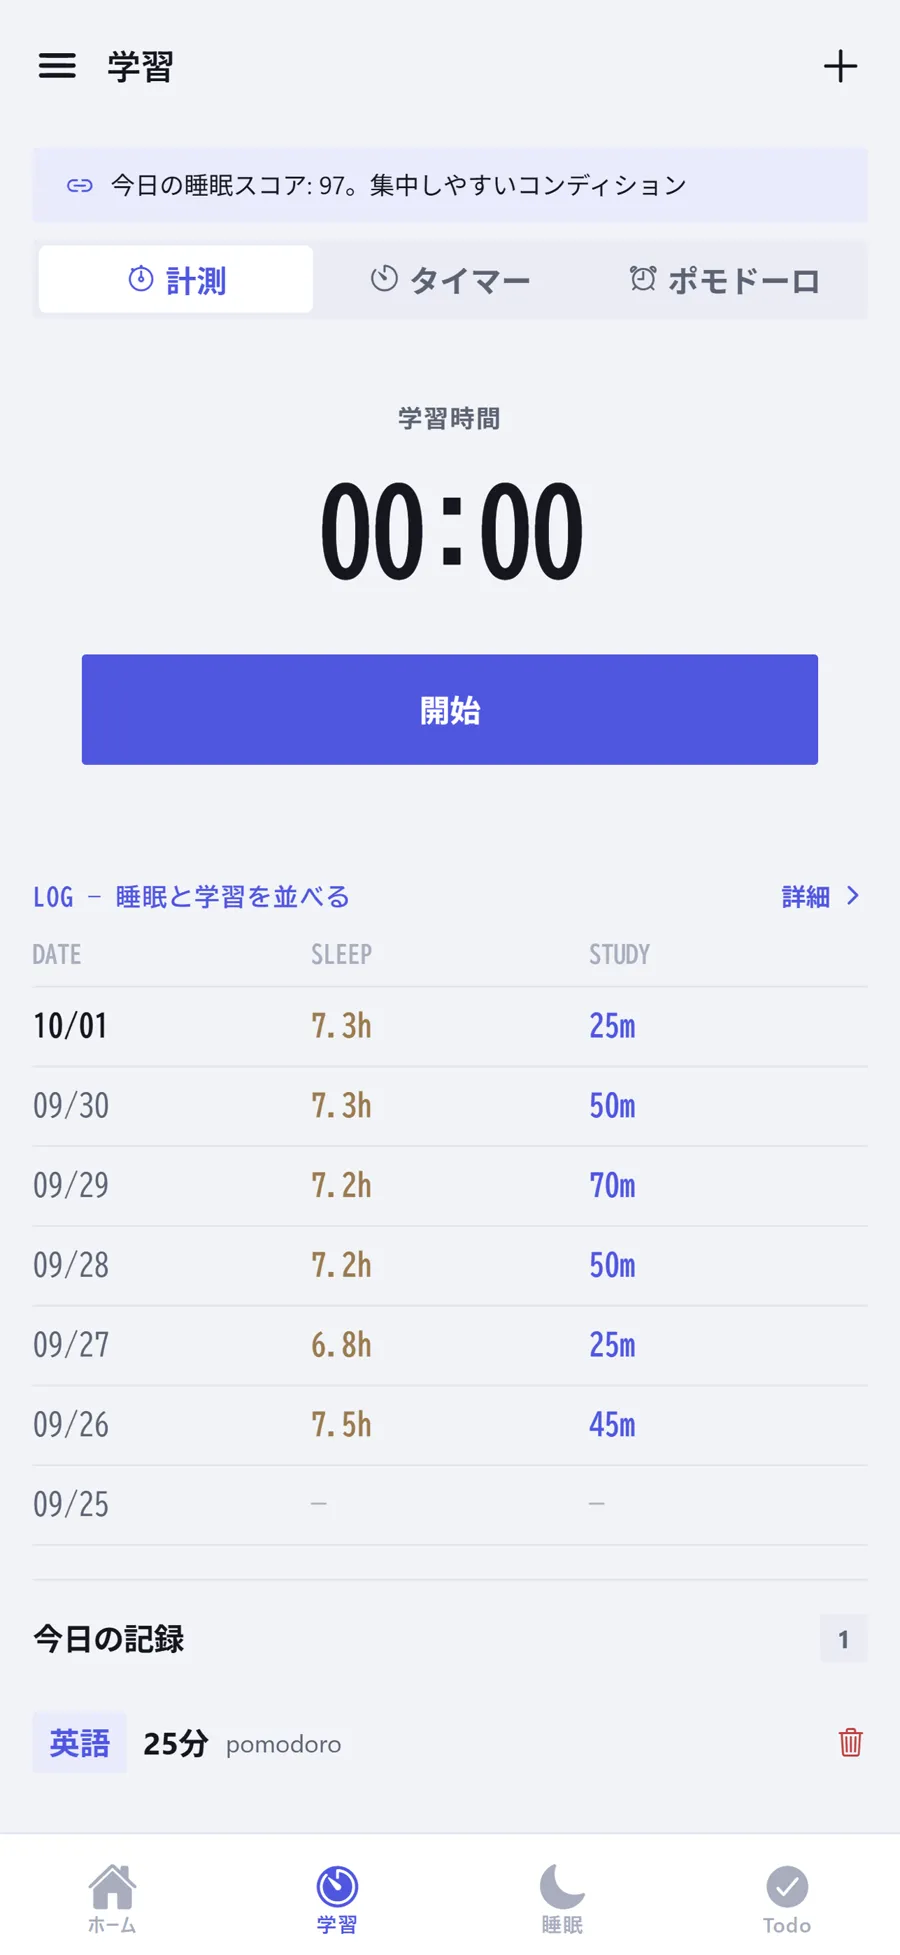 学習
今日の睡眠スコア: 97。集中しやすいコンディション
計測 タイマー ポモドーロ
学習時間
00:00
開始
LOG − 睡眠と学習を並べる 詳細
DATE SLEEP STUDY
10/01 7.3h 25m
09/30 7.3h 50m
09/29 7.2h 70m
09/28 7.2h 50m
09/27 6.8h 25m
09/26 7.5h 45m
09/25 − −
今日の記録 1
英語 25分 pomodoro
ホーム 学習 睡眠 Todo